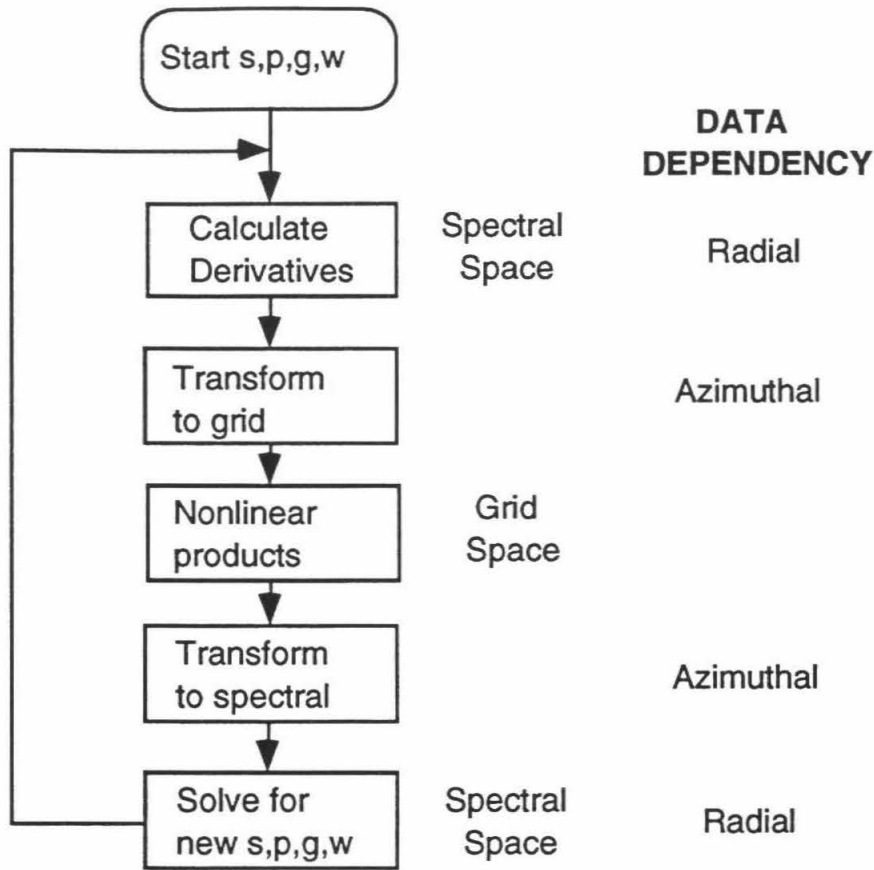 Start s,p,g,w
DATA
DEPENDENCY
Calculate
Derivatives
Spectral
Space
Radial
Transform
to grid
Azimuthal
Nonlinear
products
Grid
Space
Transform
to spectral
Azimuthal
Solve for
new s,p,g,w
Spectral
Space
Radial